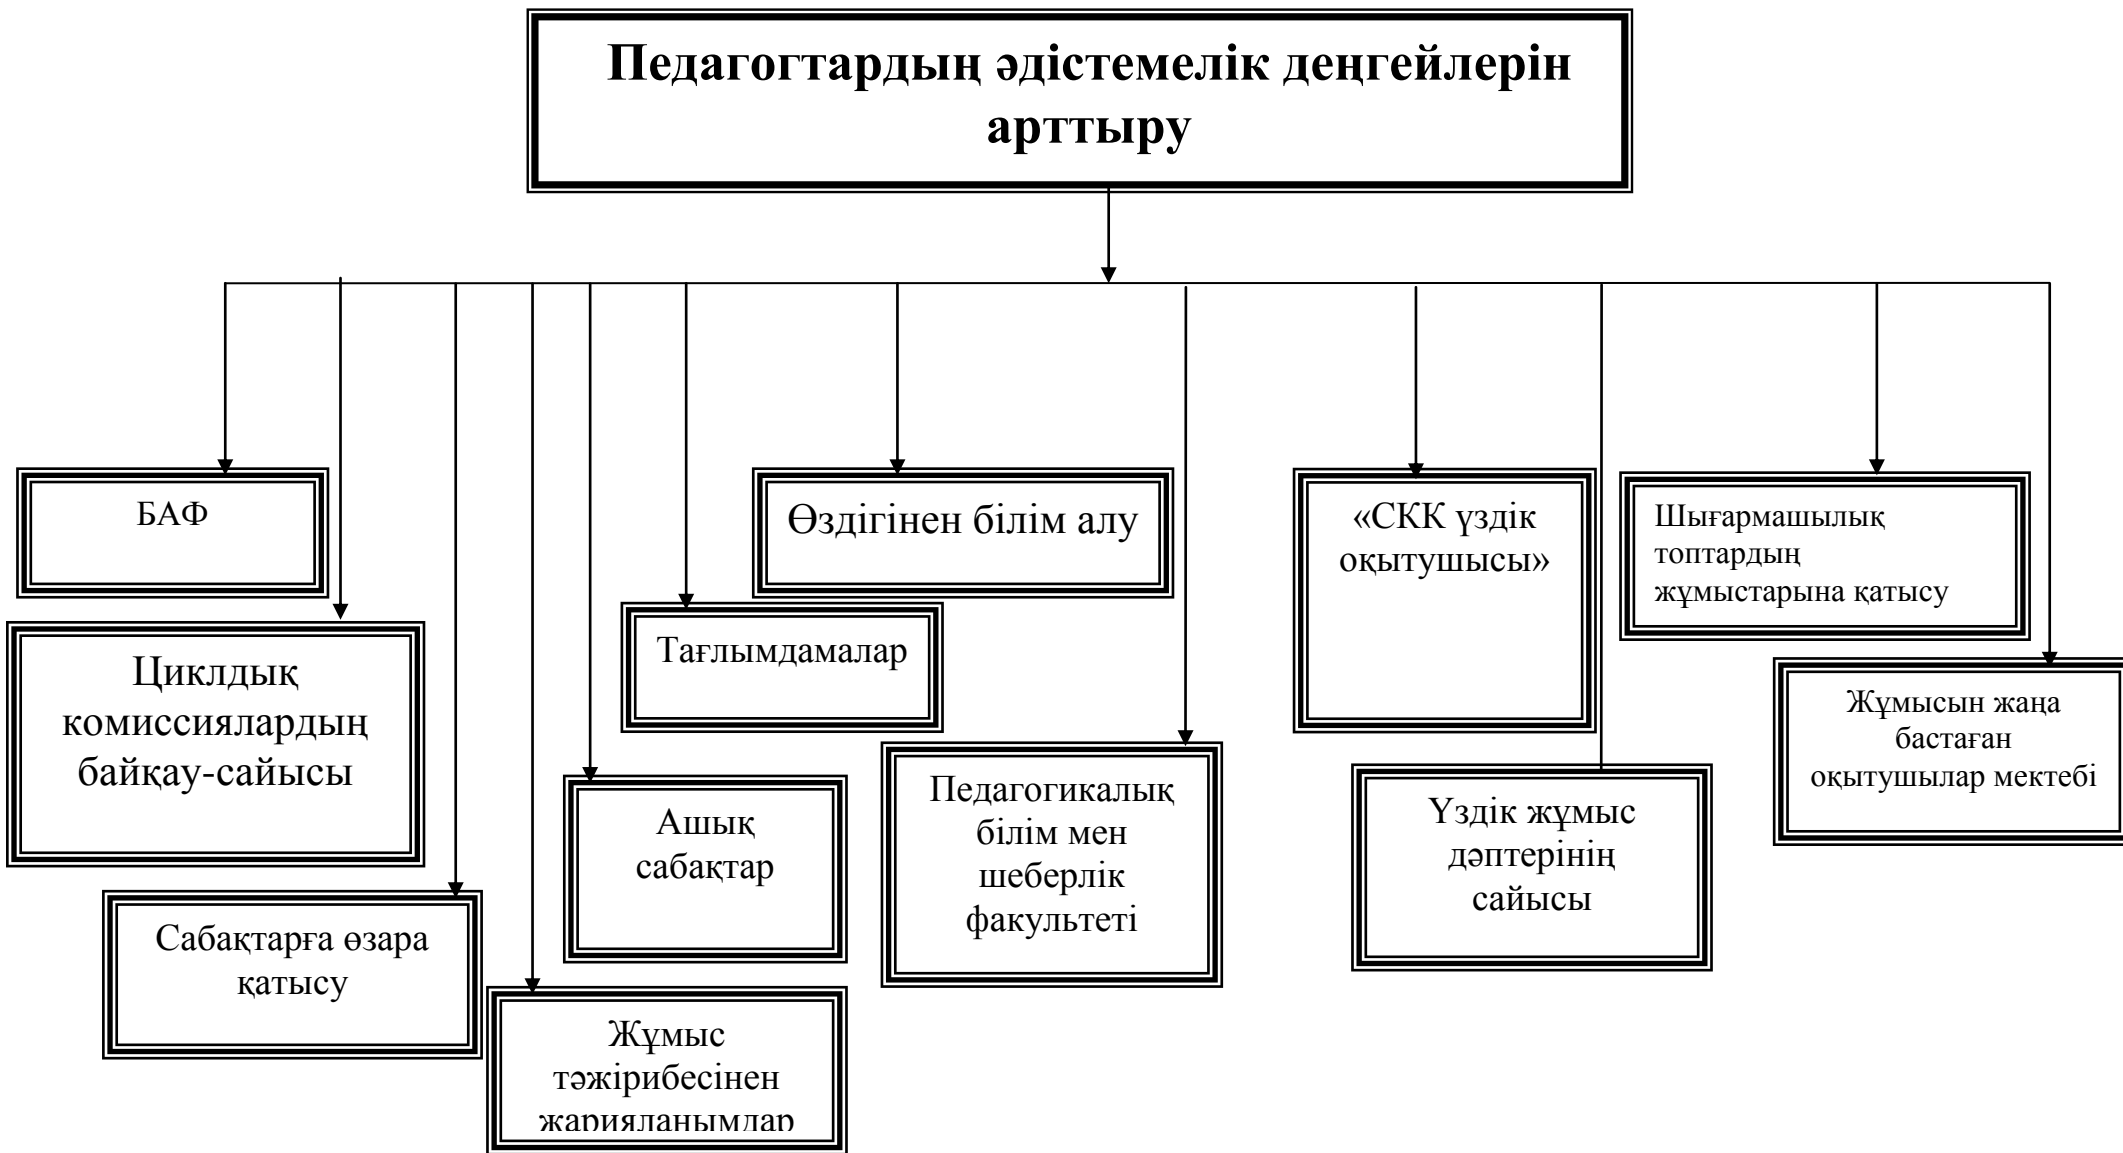 Педагогтардың әдістемелік деңгейлерін
арттыру
БАФ
Өздігінен білім алу
«СКК үздік
оқытушысы»
Шығармашылық
топтардың
жұмыстарына қатысу
Циклдық
комиссиялардың
байқау-сайысы
Тағлымдамалар
Жұмысын жаңа
бастаған
оқытушылар мектебі
Ашық
сабақтар
Педагогикалық
білім мен
шеберлік
факультеті
Үздік жұмыс
дәптерінің
сайысы
Сабақтарға өзара
қатысу
Жұмыс
тәжірибесінен
жарияланымдар